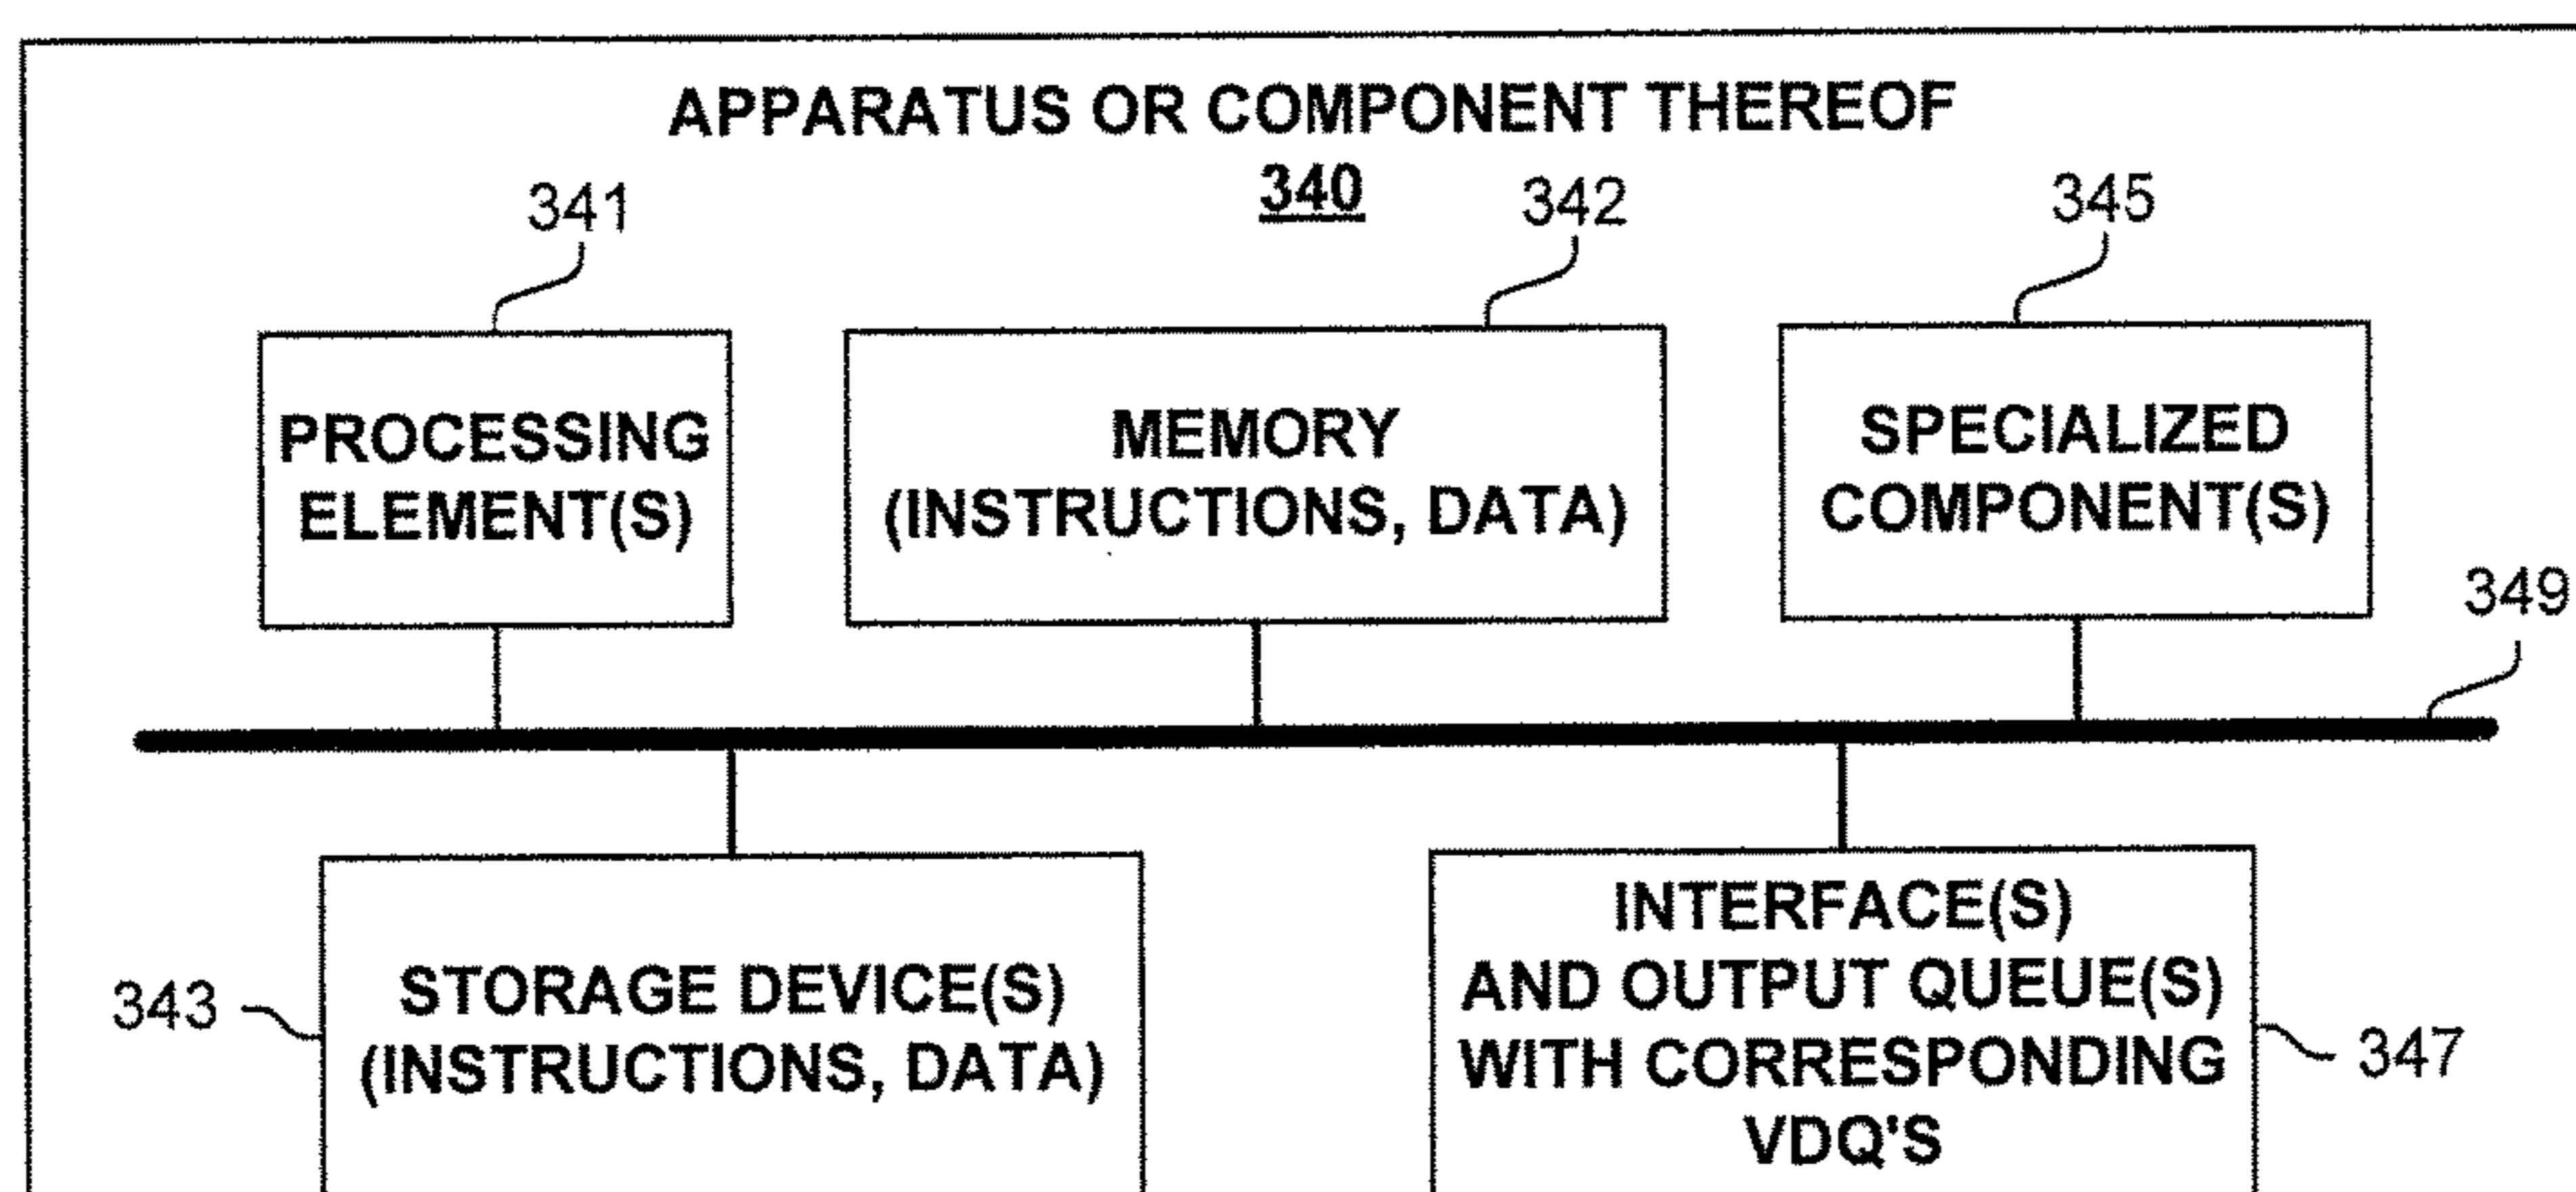 APPARATUS OR COMPONENT THEREOF
340
341
342
345
PROCESSING
ELEMENT(S)
MEMORY
(INSTRUCTIONS, DATA)
SPECIALIZED
COMPONENT(S)
349
343
STORAGE DEVICE(S)
(INSTRUCTIONS, DATA)
INTERFACE(S)
AND OUTPUT QUEUE(S)
WITH CORRESPONDING
VDQ'S
347